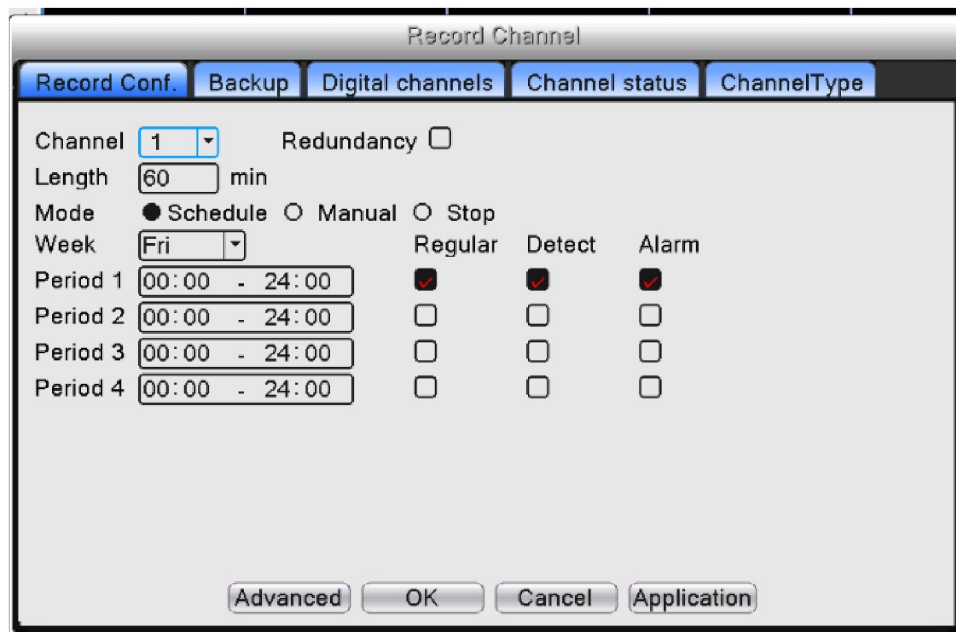 Record Channel
Record Conf. Backup Digital channels Channel status ChannelType
Channel 1 Redundancy
Length 60 min
Mode Schedule Manual Stop
Week Fri Regular Detect Alarm
Period 1 00:00 - 24:00
Period 2 00:00 - 24:00
Period 3 00:00 - 24:00
Period 4 00:00 - 24:00
Advanced OK Cancel Application